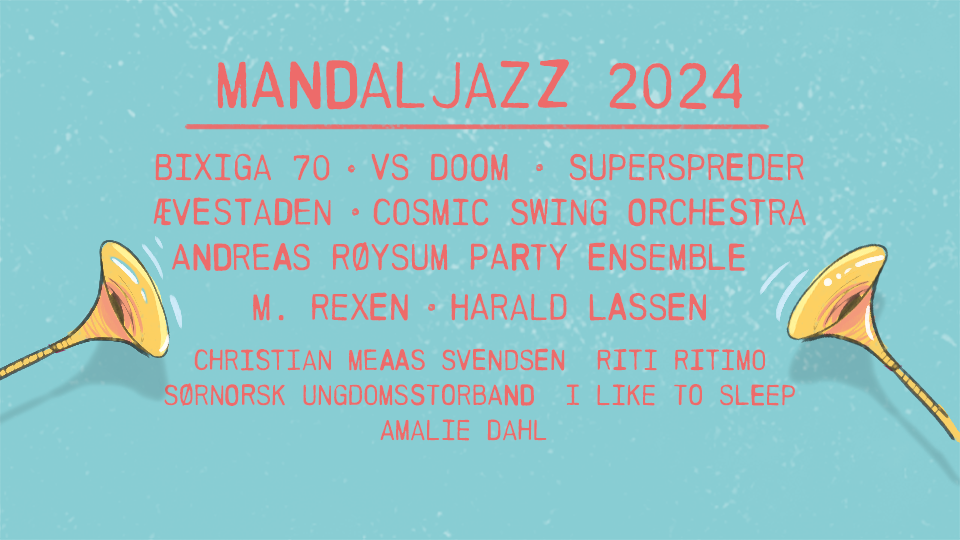 MANDALJAZZ 2024
BIXIGA 70 • VS DOOM • SUPERSPREDER
ÆVESTADEN • COSMIC SWING ORCHESTRA
ANDREAS RØYSUM PARTY ENSEMBLE
M. REXEN • HARALD LASSEN
CHRISTIAN MEAAS SVENDSEN RITI RITIMO
SØRNORSK UNGDOMSSTORBAND I LIKE TO SLEEP
AMALIE DAHL